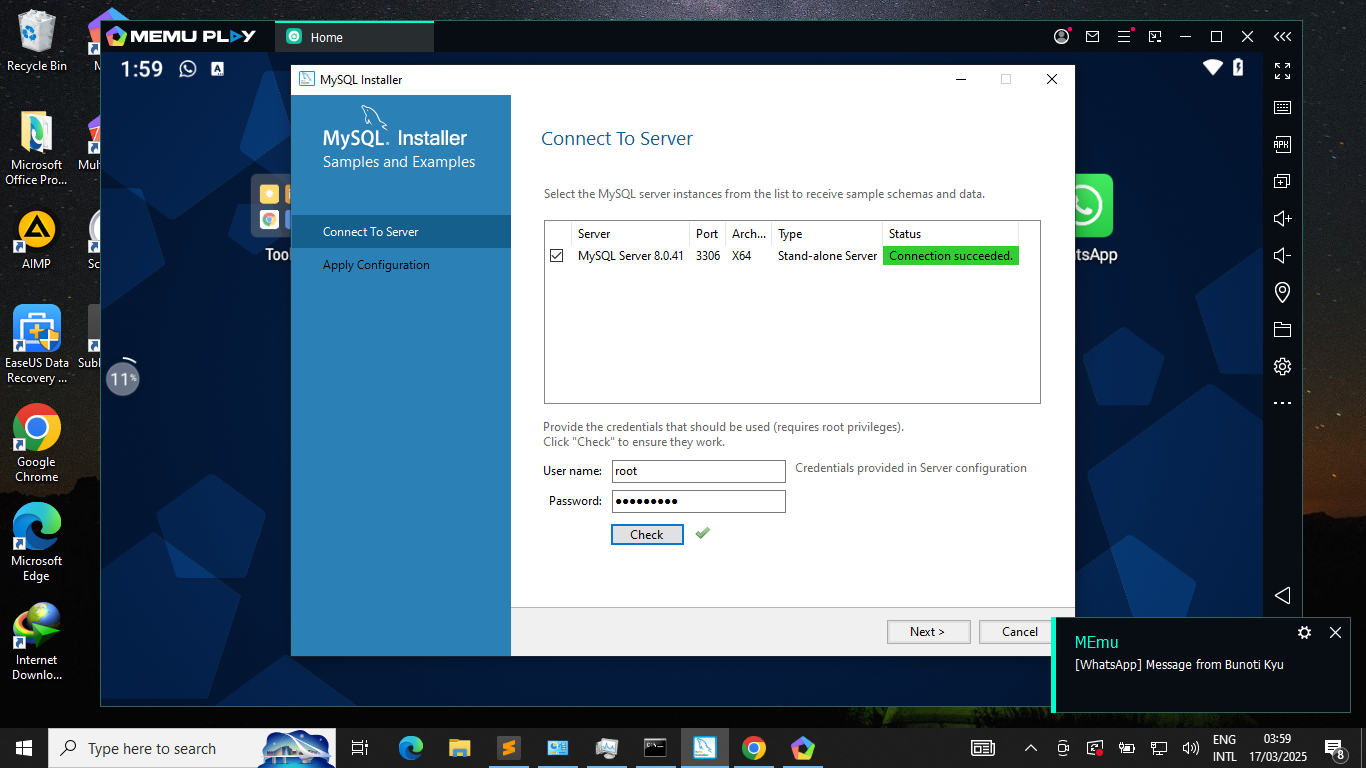 Recycle Bin
Microsoft
Office Pro...
AIMP
EaseUS Data
Recovery ...
Google
Chrome
Microsoft
Edge
Internet
Downlo...
M
Mul
Sc
Subl
MEMU PLAY
Home
1:59
A
Tool
tsApp
11%
APK
MySQL Installer
MySQL. Installer
Samples and Examples
Connect To Server
Apply Configuration
Connect To Server
Select the MySQL server instances from the list to receive sample schemas and data.
Server Port Arch... Type Status
MySQL Server 8.0.41 3306 X64 Stand-alone Server Connection succeeded.
Provide the credentials that should be used (requires root privileges).
Click "Check" to ensure they work.
User name: root Credentials provided in Server configuration
Password: ●●●●●●●●●
Check
Next > Cancel
MEmu
[WhatsApp] Message from Bunoti Kyu
Type here to search
ENG
INTL
03:59
17/03/2025
8